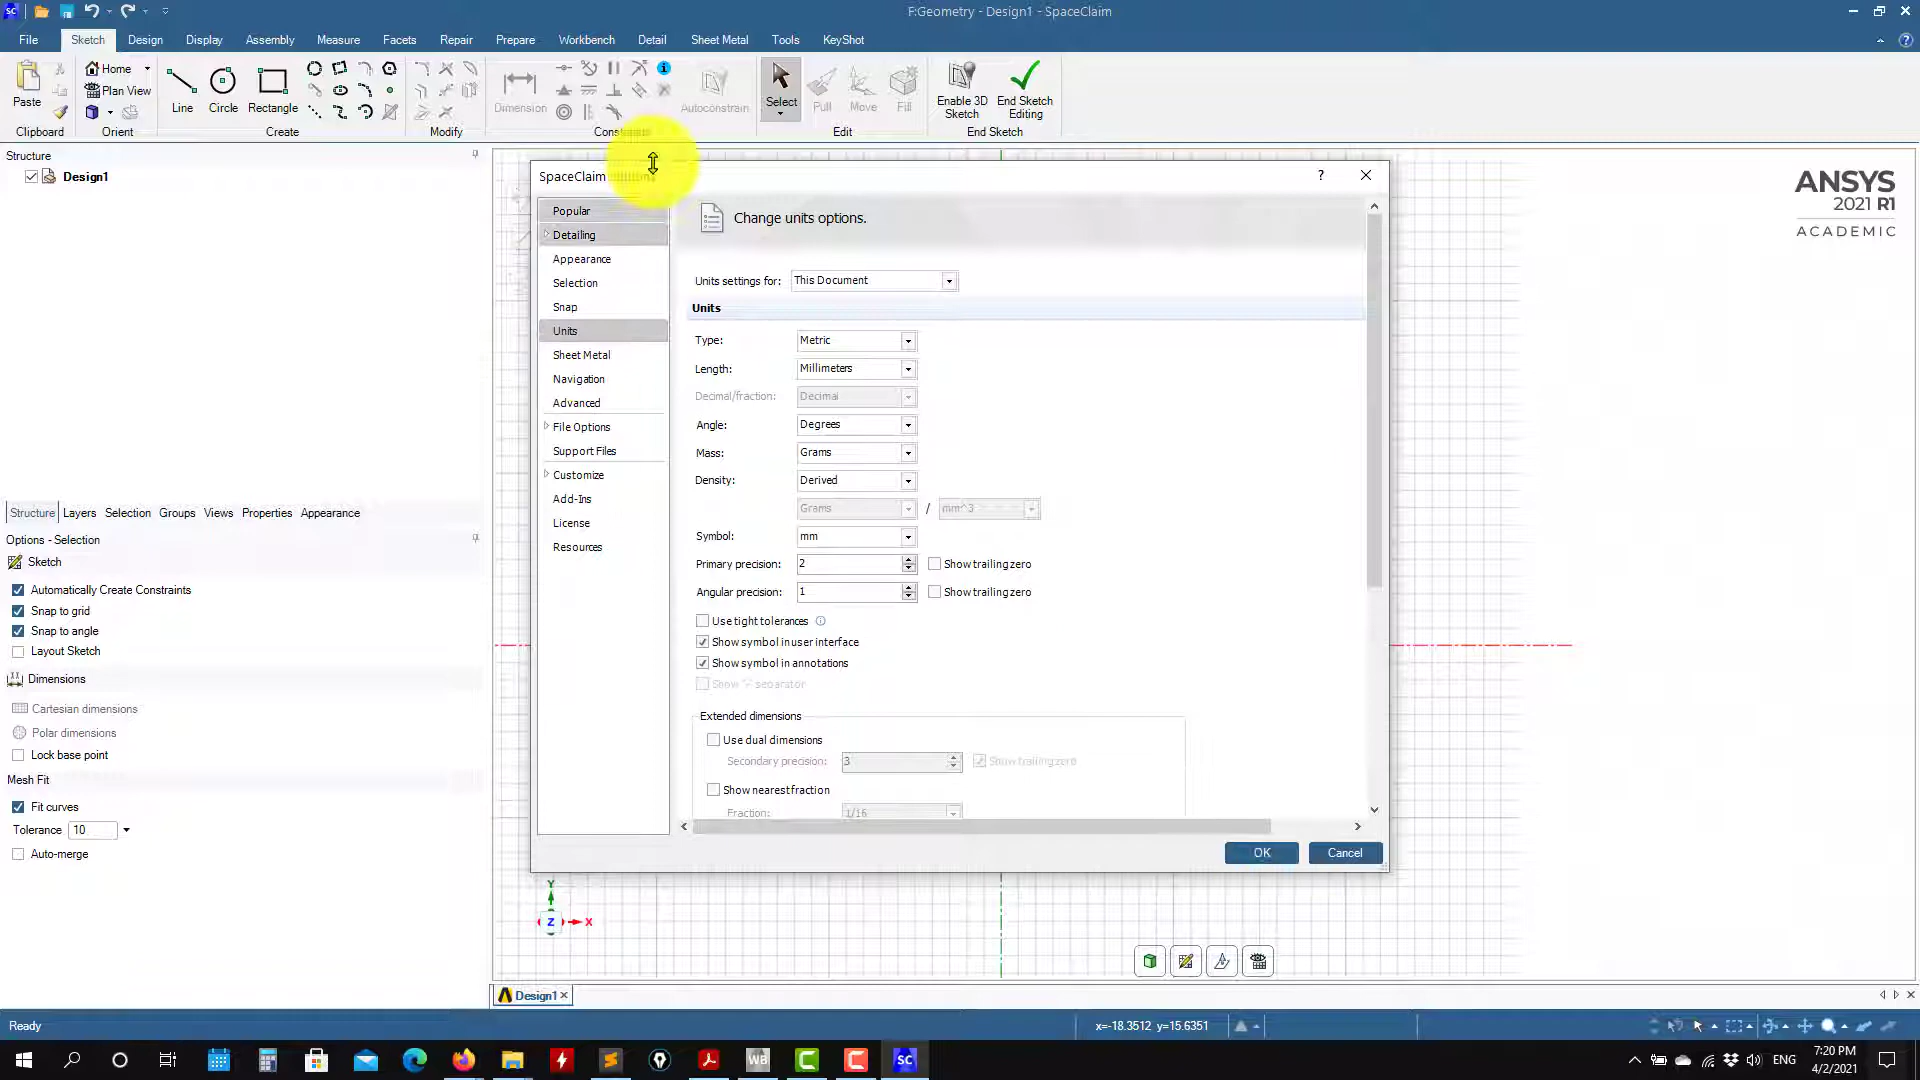 F:Geometry - Design1 - SpaceClaim
File Sketch Design Display Assembly Measure Facets Repair Prepare Workbench Detail Sheet Metal Tools KeyShot
Paste
Home
Plan View
Line
Circle
Rectangle
Dimension
Autoconstrain
Select
Pull
Move
Fill
Enable 3D
Sketch
End Sketch
Editing
Clipboard
Orient
Create
Modify
Edit
End Sketch
Structure
Design1
SpaceClaim
Popular
Detailing
Appearance
Selection
Snap
Units
Sheet Metal
Navigation
Advanced
File Options
Support Files
Customize
Add-Ins
License
Resources
Change units options.
Units settings for: This Document
Units
Type: Metric
Length: Millimeters
Decimal/fraction: Decimal
Angle: Degrees
Mass: Grams
Density: Derived
Grams / mm^3
Symbol: mm
Primary precision: 2 Show trailing zero
Angular precision: 1 Show trailing zero
Use tight tolerances
Show symbol in user interface
Show symbol in annotations
Extended dimensions
Use dual dimensions
Secondary precision: 3 Show trailing zero
Show nearest fraction
Fraction: 1/16
OK
Cancel
ANSYS
2021 R1
ACADEMIC
Structure Layers Selection Groups Views Properties Appearance
Options - Selection
Sketch
Automatically Create Constraints
Snap to grid
Snap to angle
Layout Sketch
Dimensions
Cartesian dimensions
Polar dimensions
Lock base point
Mesh Fit
Fit curves
Tolerance 10
Auto-merge
Y
Z
X
Design1
Ready
x=-18.3512 y=15.6351
WB
SC
ENG
7:20 PM
4/2/2021